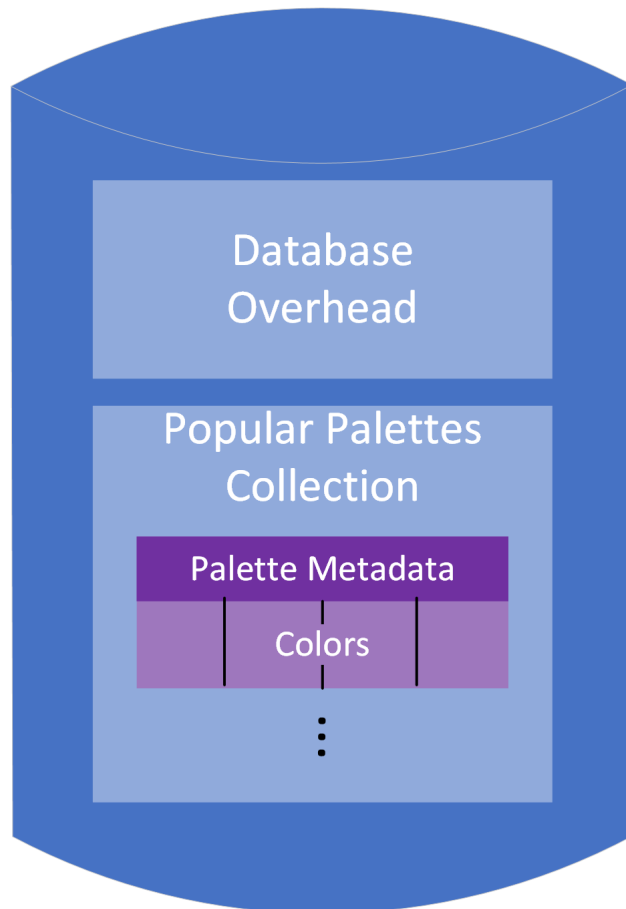 Database
Overhead
Popular Palettes
Collection
Palette Metadata
Colors